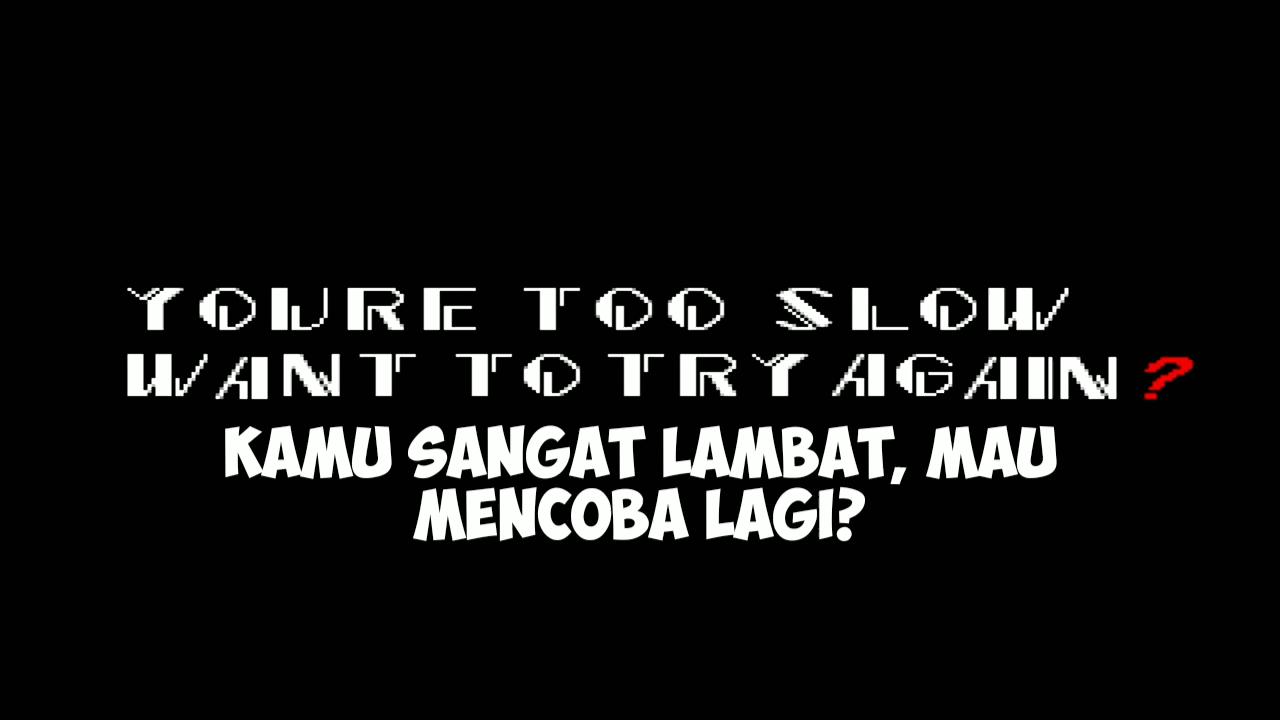 YOURE TOO SLOW
WANT TO TRY AGAIN?
KAMU SANGAT LAMBAT, MAU
MENCOBA LAGI?